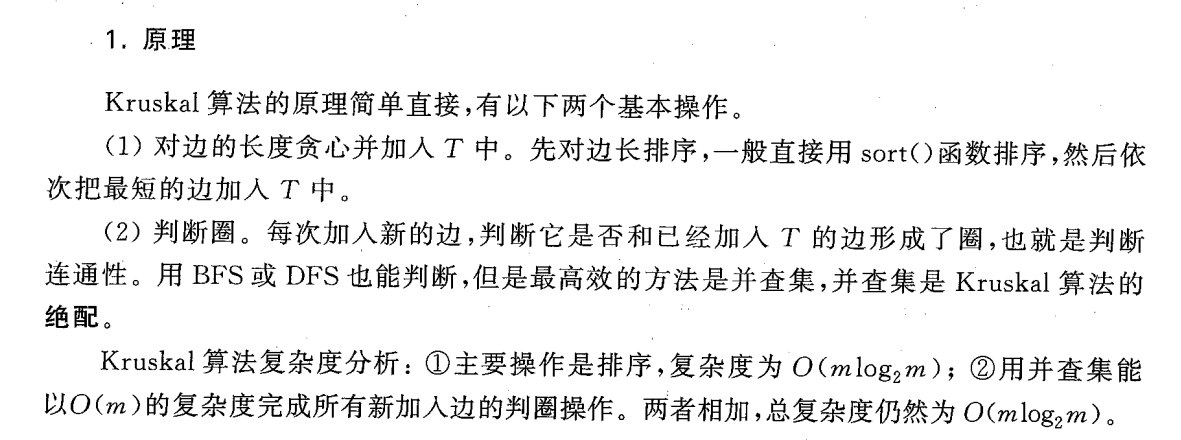 1. 原理
Kruskal 算法的原理简单直接,有以下两个基本操作。
(1) 对边的长度贪心并加入 T 中。先对边长排序,一般直接用 sort()函数排序,然后依
次把最短的边加入 T 中。
(2) 判断圈。每次加入新的边,判断它是否和已经加入 T 的边形成了圈,也就是判断
连通性。用 BFS 或 DFS 也能判断,但是最高效的方法是并查集,并查集是 Kruskal 算法的
绝配。
Kruskal 算法复杂度分析:①主要操作是排序,复杂度为 O(mlog₂m);②用并查集能
以O(m)的复杂度完成所有新加入边的判圈操作。两者相加,总复杂度仍然为 O(mlog₂m)。